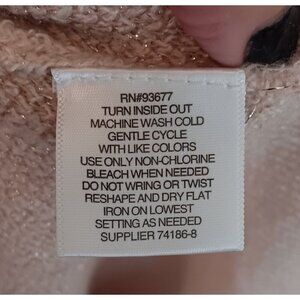 RN#93677
TURN INSIDE OUT
MACHINE WASH COLD
GENTLE CYCLE
WITH LIKE COLORS
USE ONLY NON-CHLORINE
BLEACH WHEN NEEDED
DO NOT WRING OR TWIST
RESHAPE AND DRY FLAT
IRON ON LOWEST
SETTING AS NEEDED
SUPPLIER 74186-8